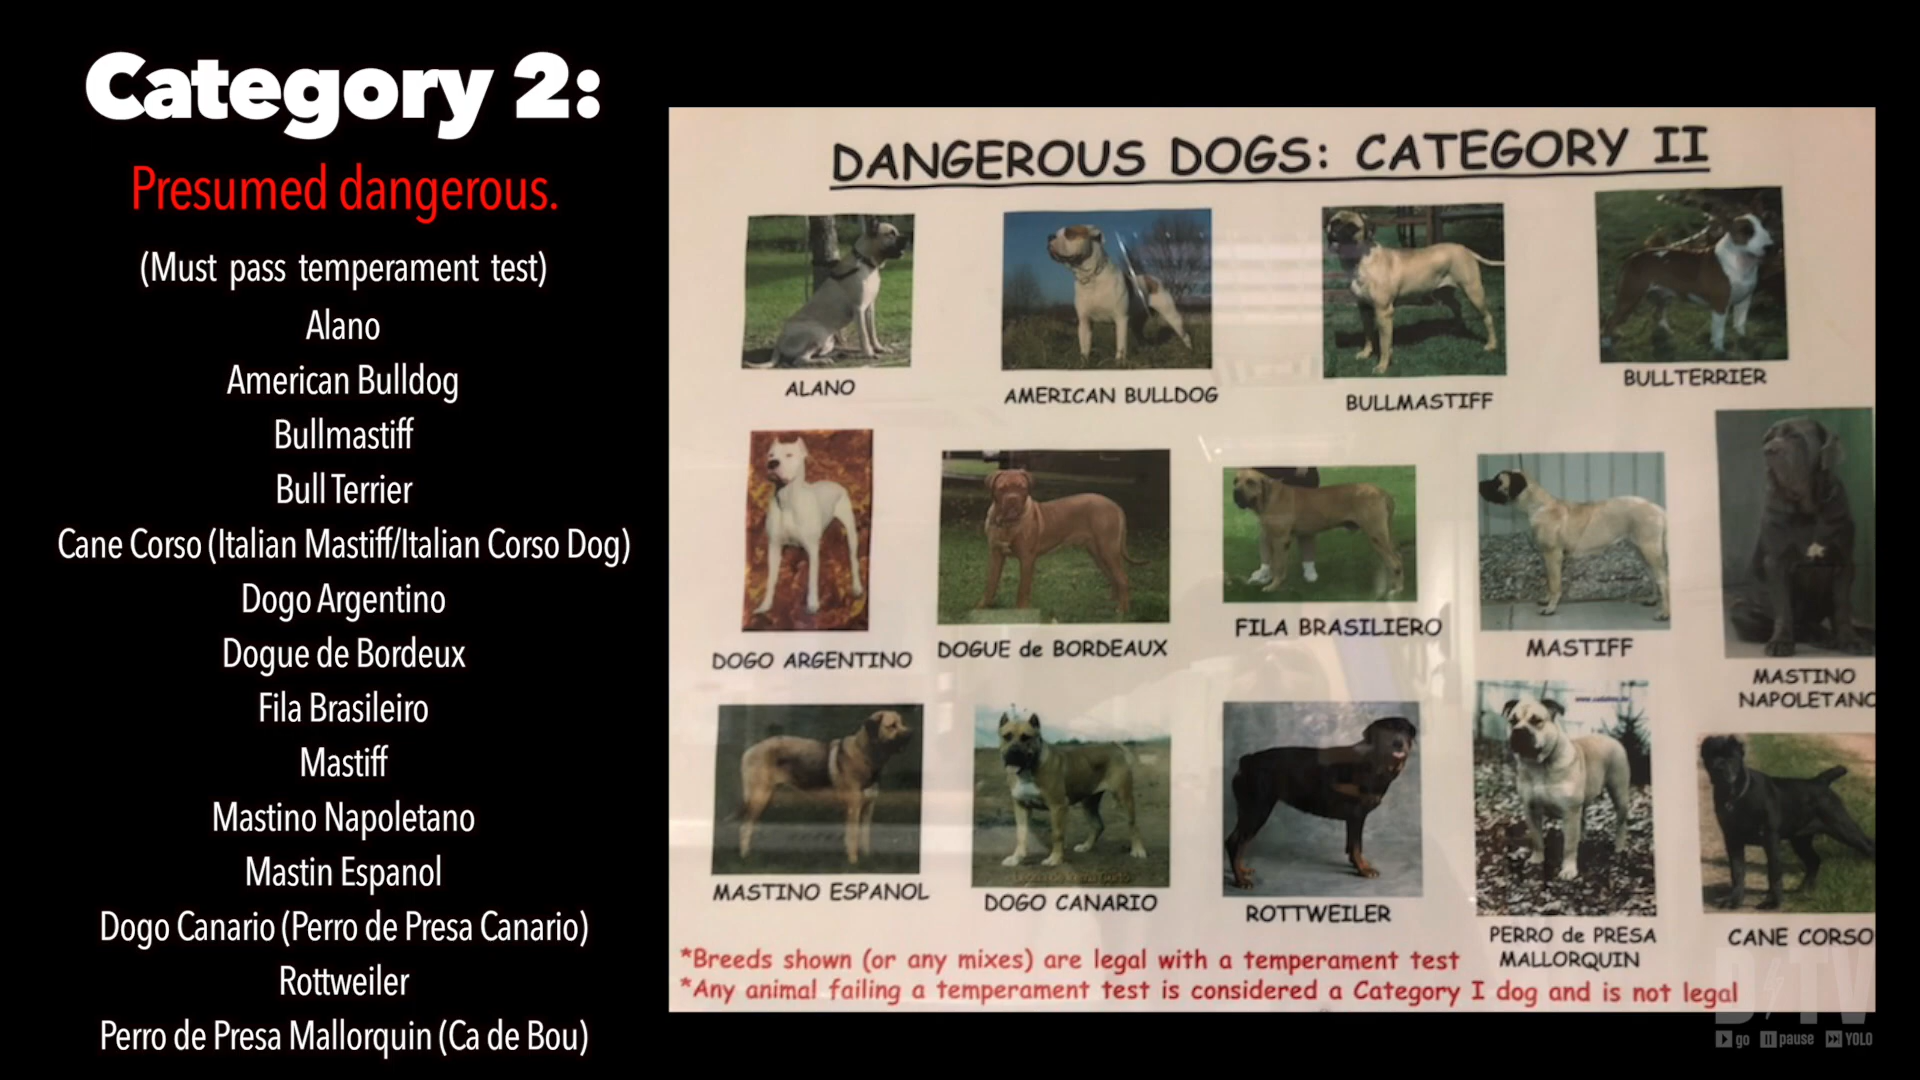 Category 2:
Presumed dangerous.
(Must pass temperament test)
Alano
American Bulldog
Bullmastiff
Bull Terrier
Cane Corso (Italian Mastiff/Italian Corso Dog)
Dogo Argentino
Dogue de Bordeux
Fila Brasileiro
Mastiff
Mastino Napoletano
Mastin Espanol
Dogo Canario (Perro de Presa Canario)
Rottweiler
Perro de Presa Mallorquin (Ca de Bou)
DANGEROUS DOGS: CATEGORY II
ALANO
AMERICAN BULLDOG
BULLMASTIFF
BULLTERRIER
DOGO ARGENTINO
DOGUE de BORDEAUX
FILA BRASILIERO
MASTIFF
MASTINO
NAPOLETANO
MASTINO ESPANOL
DOGO CANARIO
ROTTWEILER
PERRO de PRESA
MALLORQUIN
CANE CORSO
*Breeds shown (or any mixes) are legal with a temperament test
*Any animal failing a temperament test is considered a Category I dog and is not legal
D TV
go pause YOLO